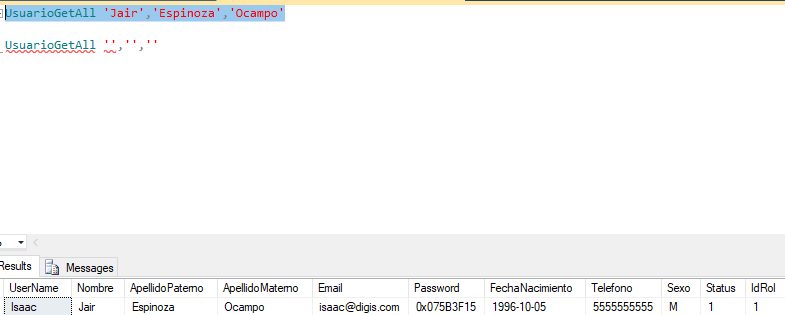 UsuarioGetAll 'Jair','Espinoza','Ocampo'
UsuarioGetAll '','',''
Results Messages
UserName Nombre ApellidoPaterno ApellidoMaterno Email Password FechaNacimiento Telefono Sexo Status IdRol
Isaac Jair Espinoza Ocampo isaac@digis.com 0x075B3F15 1996-10-05 5555555555 M 1 1